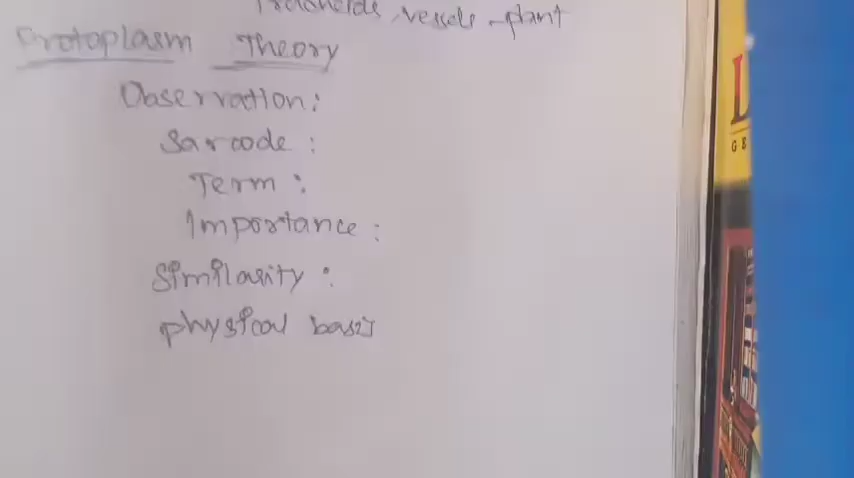 Tracheids, vessels - plant
Protoplasm Theory
Observation:
Sarcode :
Term :
Importance :
Similarity :
physical basis